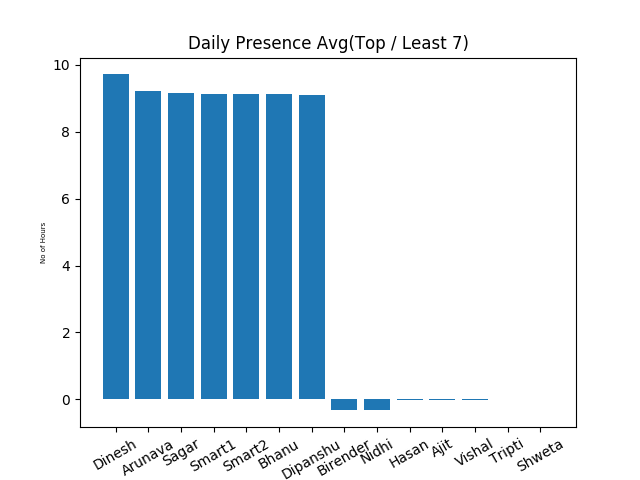 Daily Presence Avg(Top / Least 7)
10
8
6
4
2
0
No of Hours
Dinesh
Arunava
Sagar
Smart1
Smart2
Bhanu
Dipanshu
Birender
Nidhi
Hasan
Ajit
Vishal
Tripti
Shweta